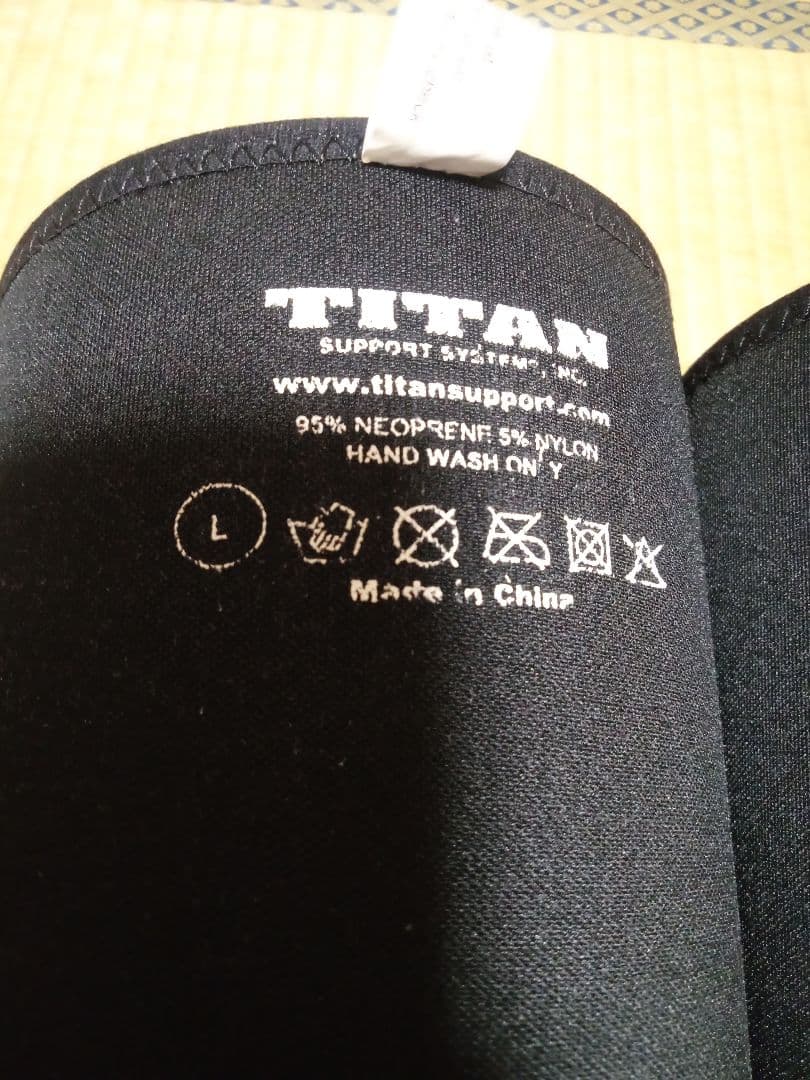 TITAN
SUPPORT SYSTEMS, INC.
www.titansupport.com
95% NEOPRENE 5% NYLON
HAND WASH ONLY
L
Made in China